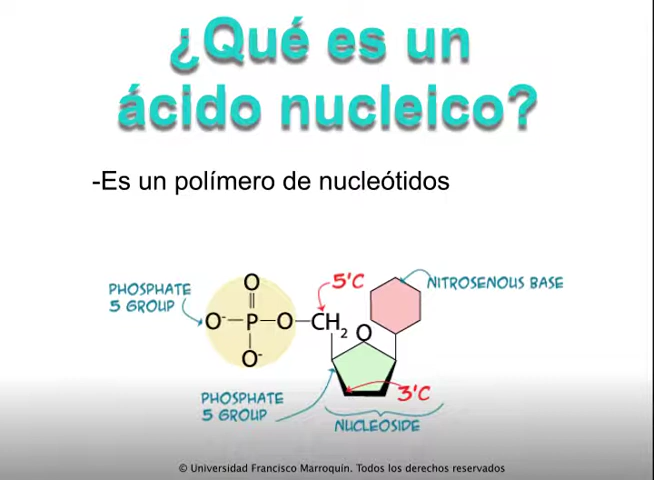 ¿Qué es un
ácido nucleico?
-Es un polímero de nucleótidos
PHOSPHATE
5 GROUP
O
O⁻–P–O–CH₂
O⁻
5'C
NITROSENOUS BASE
O
3'C
PHOSPHATE
5 GROUP
NUCLEOSIDE
© Universidad Francisco Marroquín. Todos los derechos reservados